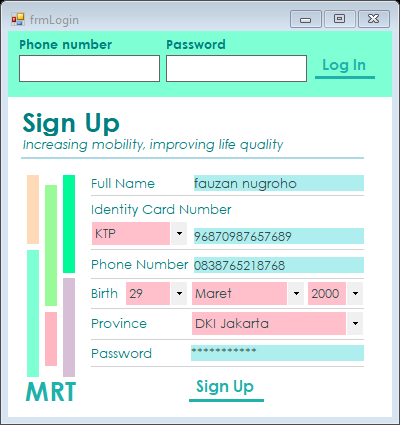 frmLogin
Phone number Password
Log In
Sign Up
Increasing mobility, improving life quality
Full Name fauzan nugroho
Identity Card Number
KTP 96870987657689
Phone Number 0838765218768
Birth 29 Maret 2000
Province DKI Jakarta
Password ***********
MRT Sign Up